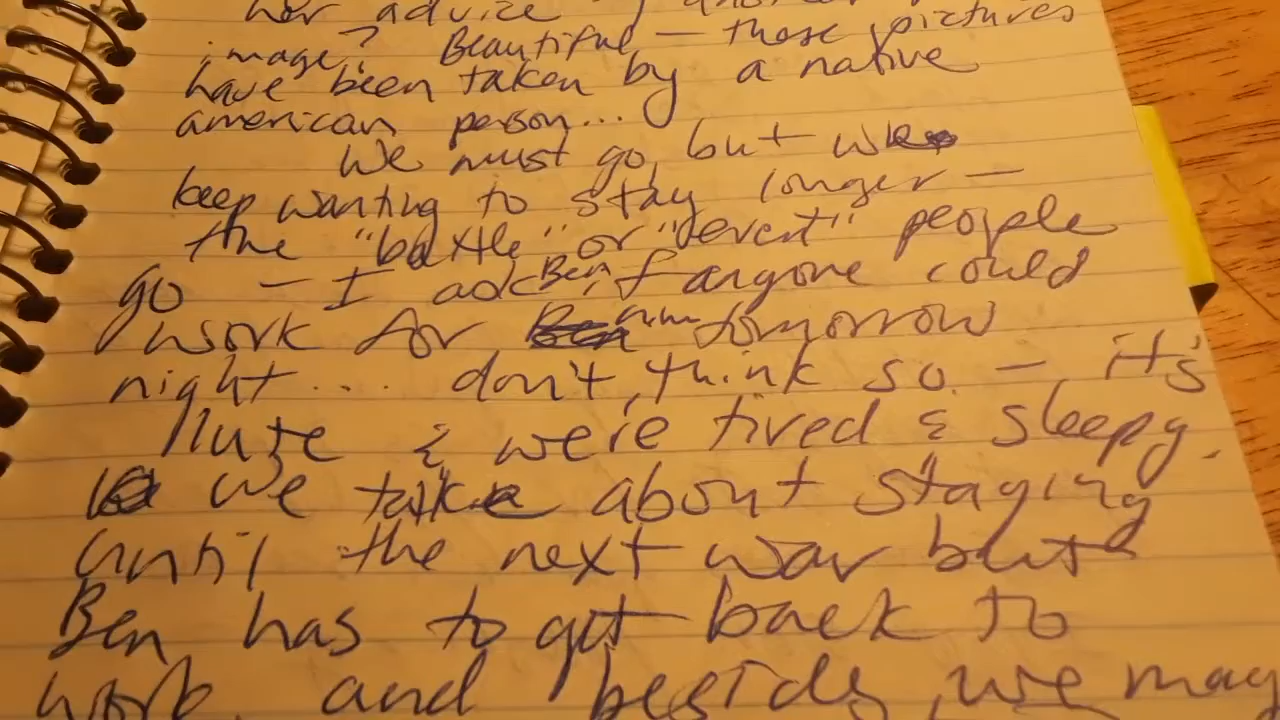 her advice
image? Beautiful — these pictures
have been taken by a native
american person...
We must go, but we
keep wanting to stay longer —
the "battle" or "event" people
go — I ask Ben if anyone could
work for him tomorrow
night.... don't think so. —, it's
late & we're tired & sleepy.
We talk about staying
until the next war but
Ben has to get back to
work, and besides we may